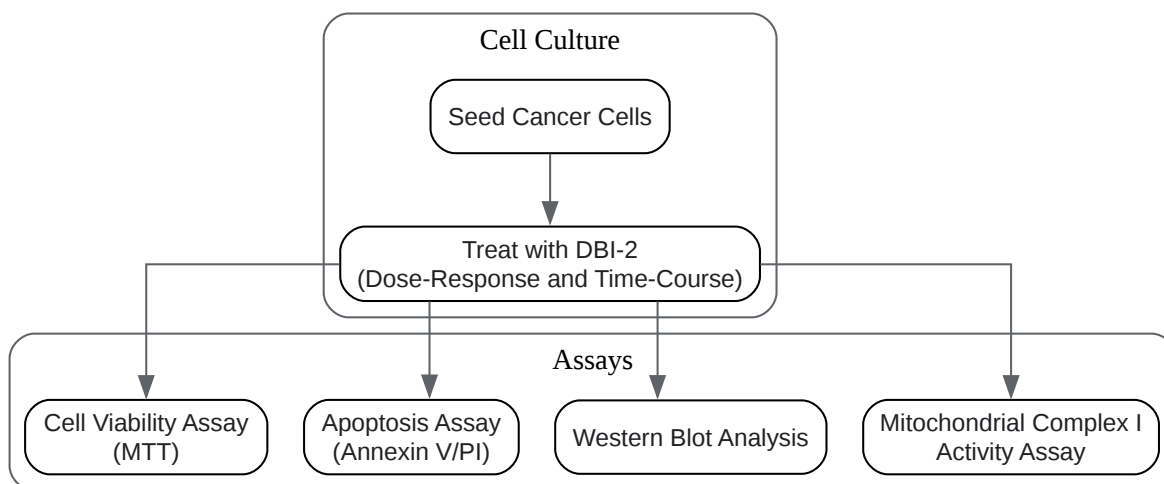 Cell Culture
Seed Cancer Cells
Treat with DBI-2
(Dose-Response and Time-Course)
Assays
Cell Viability Assay
(MTT)
Apoptosis Assay
(Annexin V/PI)
Western Blot Analysis
Mitochondrial Complex I
Activity Assay